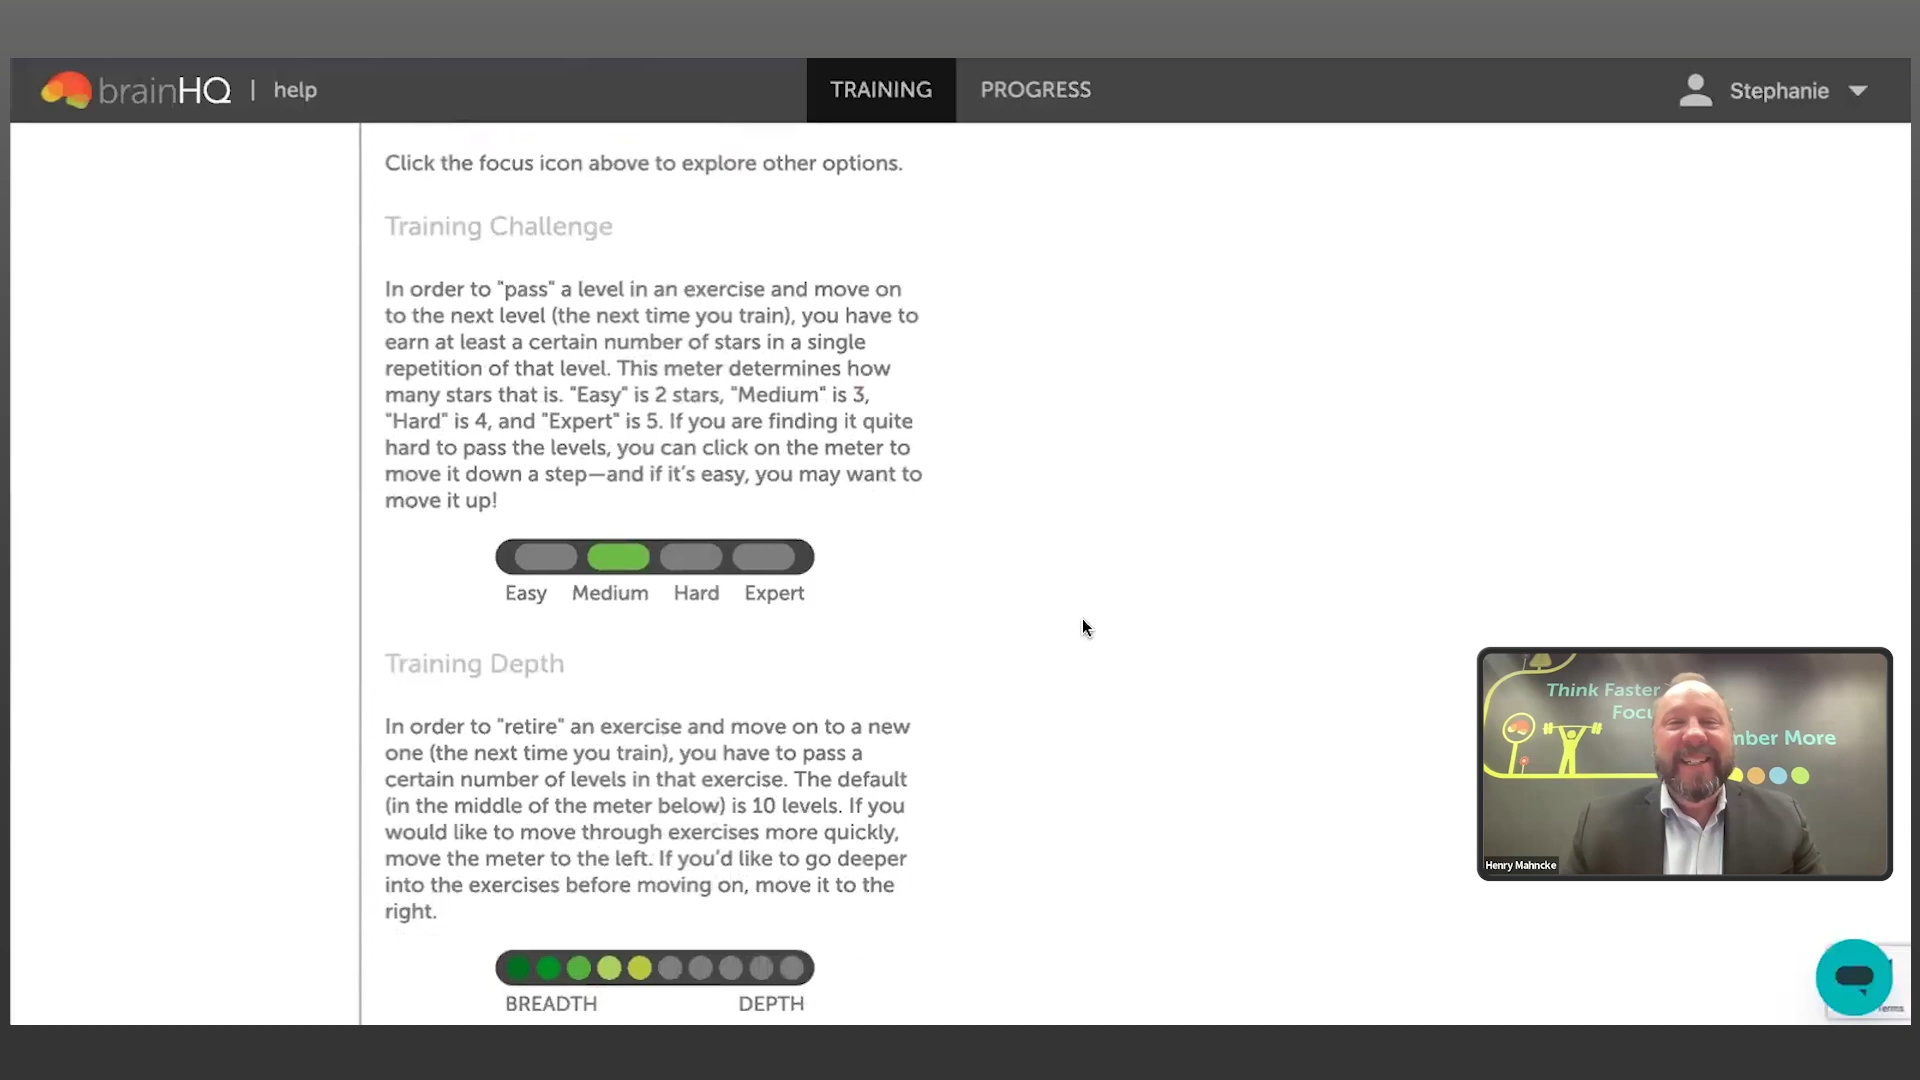 brainHQ | help
TRAINING
PROGRESS
Stephanie
Click the focus icon above to explore other options.
Training Challenge
In order to "pass" a level in an exercise and move on
to the next level (the next time you train), you have to
earn at least a certain number of stars in a single
repetition of that level. This meter determines how
many stars that is. "Easy" is 2 stars, "Medium" is 3,
"Hard" is 4, and "Expert" is 5. If you are finding it quite
hard to pass the levels, you can click on the meter to
move it down a step—and if it's easy, you may want to
move it up!
Easy Medium Hard Expert
Training Depth
In order to "retire" an exercise and move on to a new
one (the next time you train), you have to pass a
certain number of levels in that exercise. The default
(in the middle of the meter below) is 10 levels. If you
would like to move through exercises more quickly,
move the meter to the left. If you'd like to go deeper
into the exercises before moving on, move it to the
right.
BREADTH DEPTH
Think Faster
More
Henry Mahncke
Terms